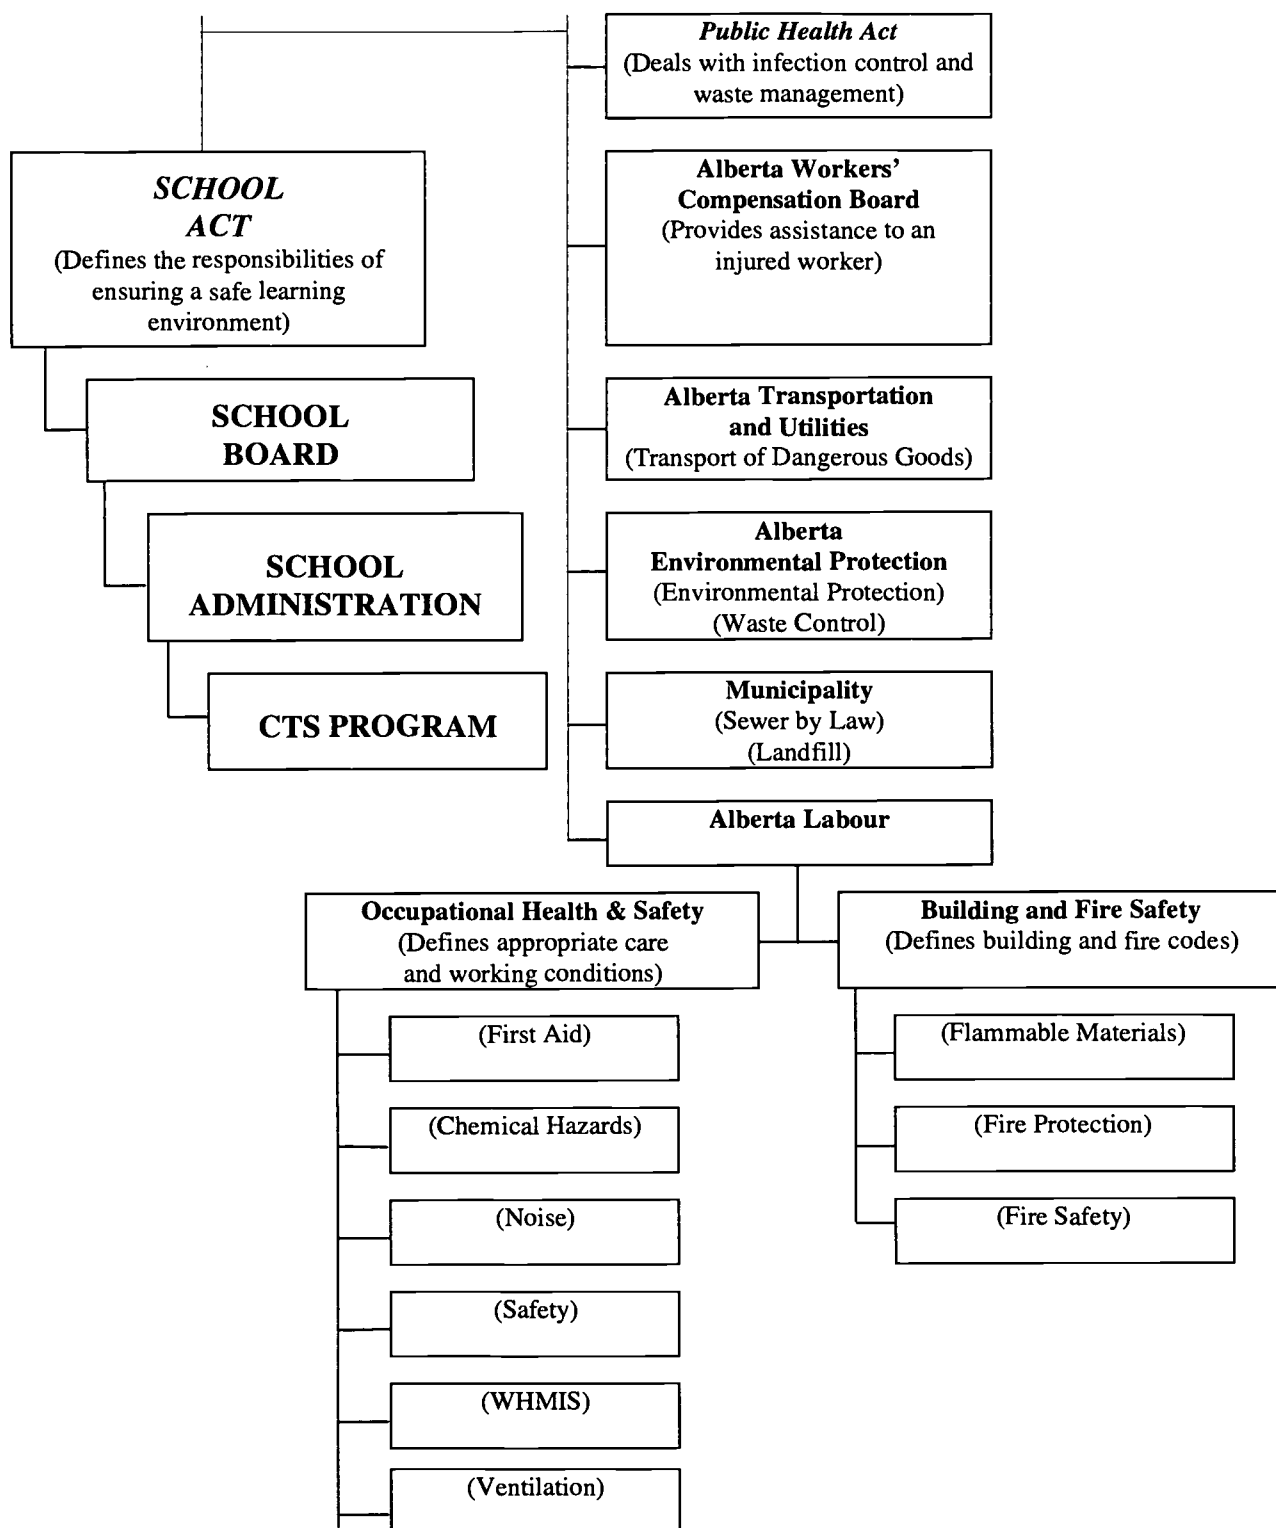 Public Health Act
(Deals with infection control and
waste management)
SCHOOL
ACT
(Defines the responsibilities of
ensuring a safe learning
environment)
Alberta Workers'
Compensation Board
(Provides assistance to an
injured worker)
SCHOOL
BOARD
Alberta Transportation
and Utilities
(Transport of Dangerous Goods)
SCHOOL
ADMINISTRATION
Alberta
Environmental Protection
(Environmental Protection)
(Waste Control)
CTS PROGRAM
Municipality
(Sewer by Law)
(Landfill)
Alberta Labour
Occupational Health & Safety
(Defines appropriate care
and working conditions)
Building and Fire Safety
(Defines building and fire codes)
(First Aid)
(Chemical Hazards)
(Noise)
(Safety)
(WHMIS)
(Ventilation)
(Flammable Materials)
(Fire Protection)
(Fire Safety)